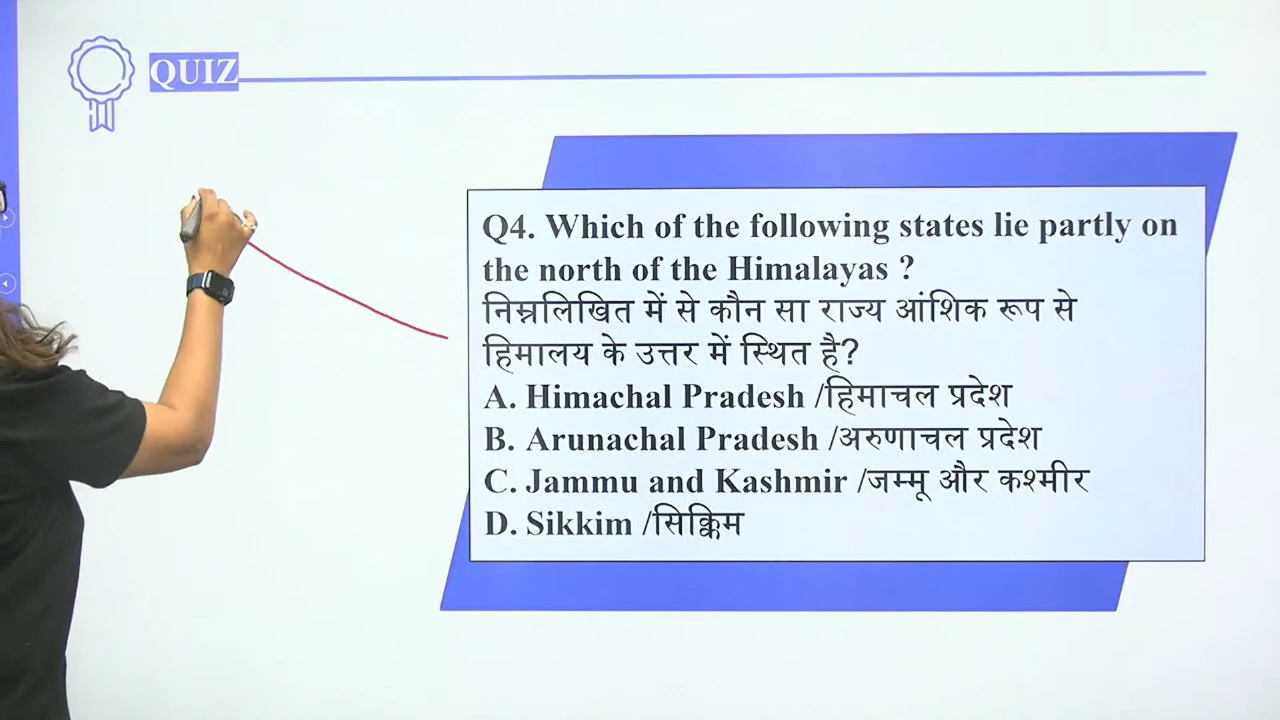 QUIZ
Q4. Which of the following states lie partly on
the north of the Himalayas ?
निम्नलिखित में से कौन सा राज्य आंशिक रूप से
हिमालय के उत्तर में स्थित है?
A. Himachal Pradesh /हिमाचल प्रदेश
B. Arunachal Pradesh /अरुणाचल प्रदेश
C. Jammu and Kashmir /जम्मू और कश्मीर
D. Sikkim /सिक्किम